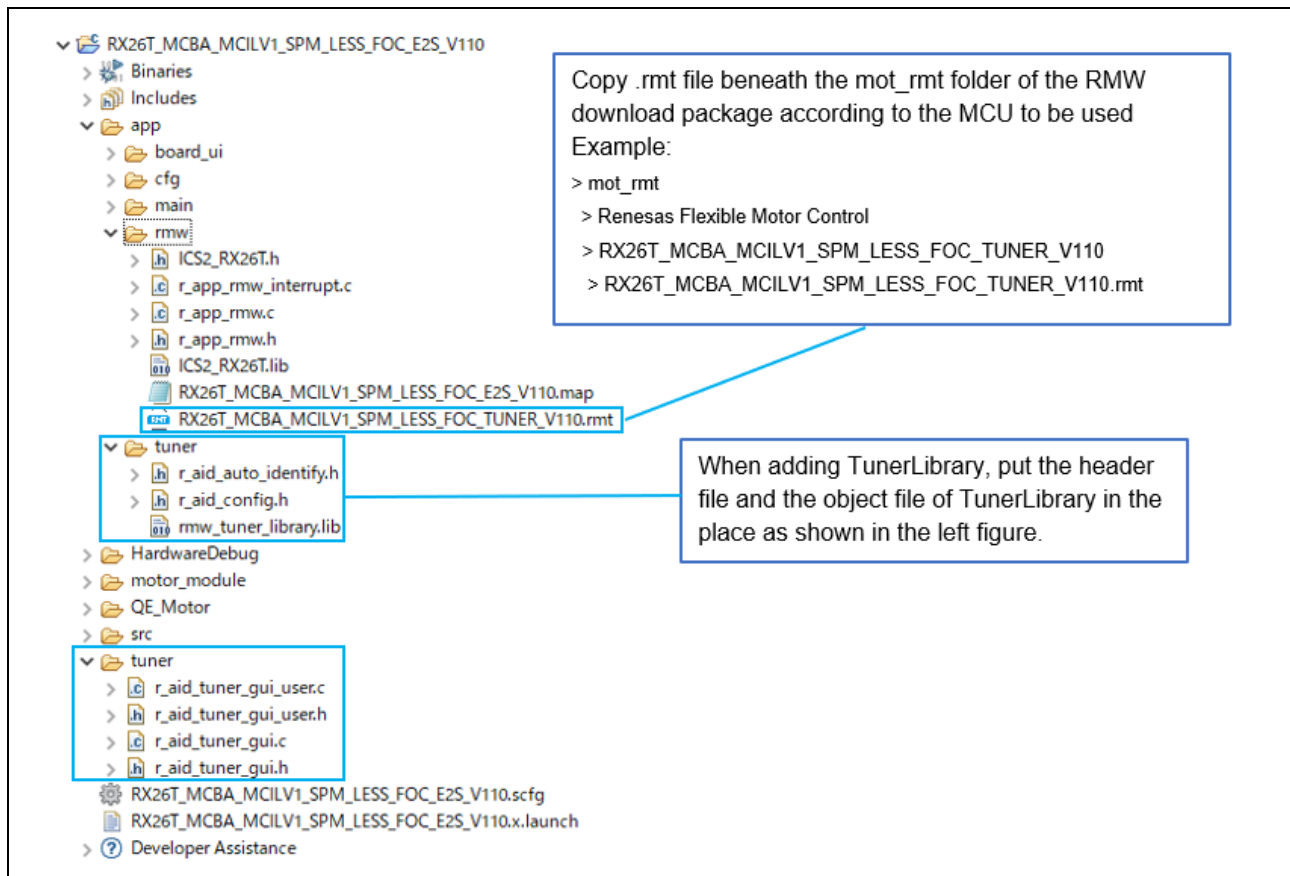 RX26T_MCBA_MCILV1_SPM_LESS_FOC_E2S_V110
Binaries
Includes
app
board_ui
cfg
main
rmw
ICS2_RX26T.h
r_app_rmw_interrupt.c
r_app_rmw.c
r_app_rmw.h
ICS2_RX26T.lib
RX26T_MCBA_MCILV1_SPM_LESS_FOC_E2S_V110.map
RX26T_MCBA_MCILV1_SPM_LESS_FOC_TUNER_V110.rmt
tuner
r_aid_auto_identify.h
r_aid_config.h
rmw_tuner_library.lib
HardwareDebug
motor_module
QE_Motor
src
tuner
r_aid_tuner_gui_user.c
r_aid_tuner_gui_user.h
r_aid_tuner_gui.c
r_aid_tuner_gui.h
RX26T_MCBA_MCILV1_SPM_LESS_FOC_E2S_V110.scfg
RX26T_MCBA_MCILV1_SPM_LESS_FOC_E2S_V110.x.launch
Developer Assistance
Copy .rmt file beneath the mot_rmt folder of the RMW
download package according to the MCU to be used
Example:
> mot_rmt
> Renesas Flexible Motor Control
> RX26T_MCBA_MCILV1_SPM_LESS_FOC_TUNER_V110
> RX26T_MCBA_MCILV1_SPM_LESS_FOC_TUNER_V110.rmt
When adding TunerLibrary, put the header
file and the object file of TunerLibrary in the
place as shown in the left figure.